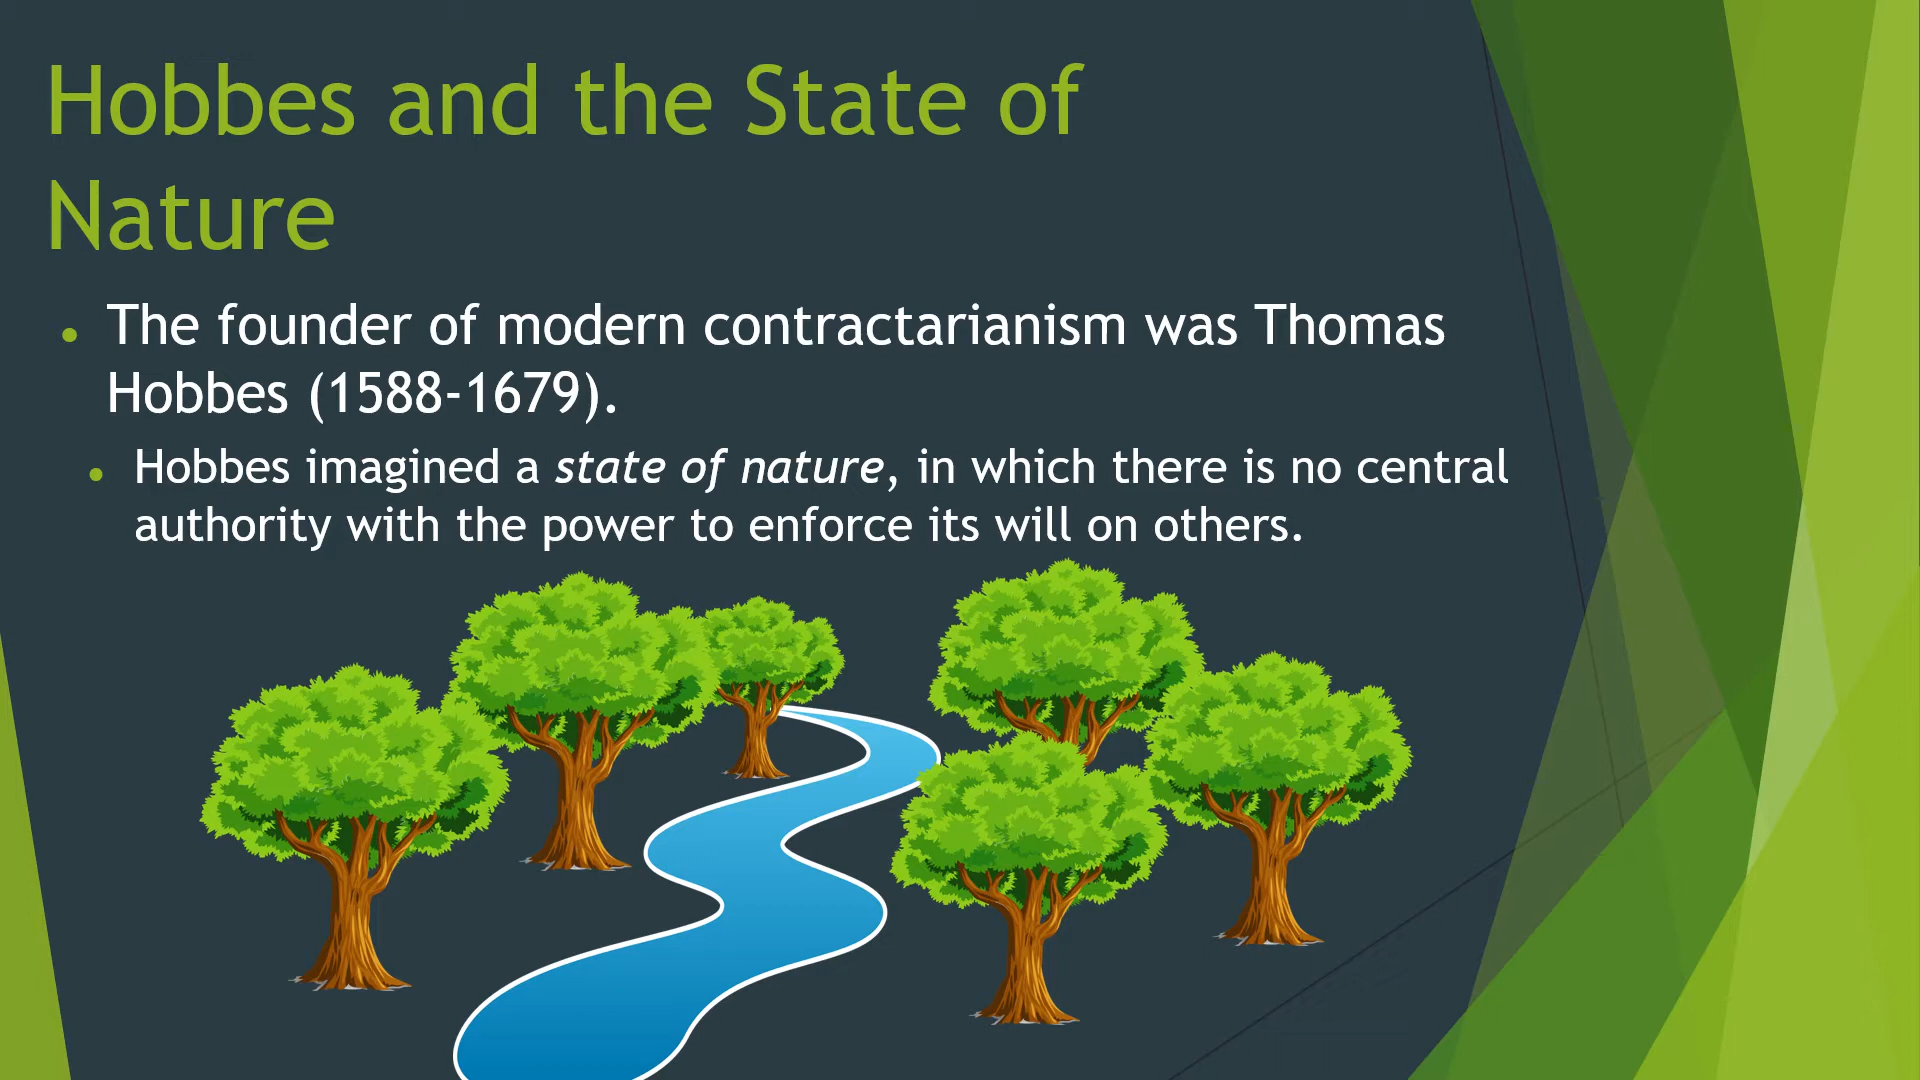 Hobbes and the State of
Nature
• The founder of modern contractarianism was Thomas
Hobbes (1588-1679).
• Hobbes imagined a state of nature, in which there is no central
authority with the power to enforce its will on others.